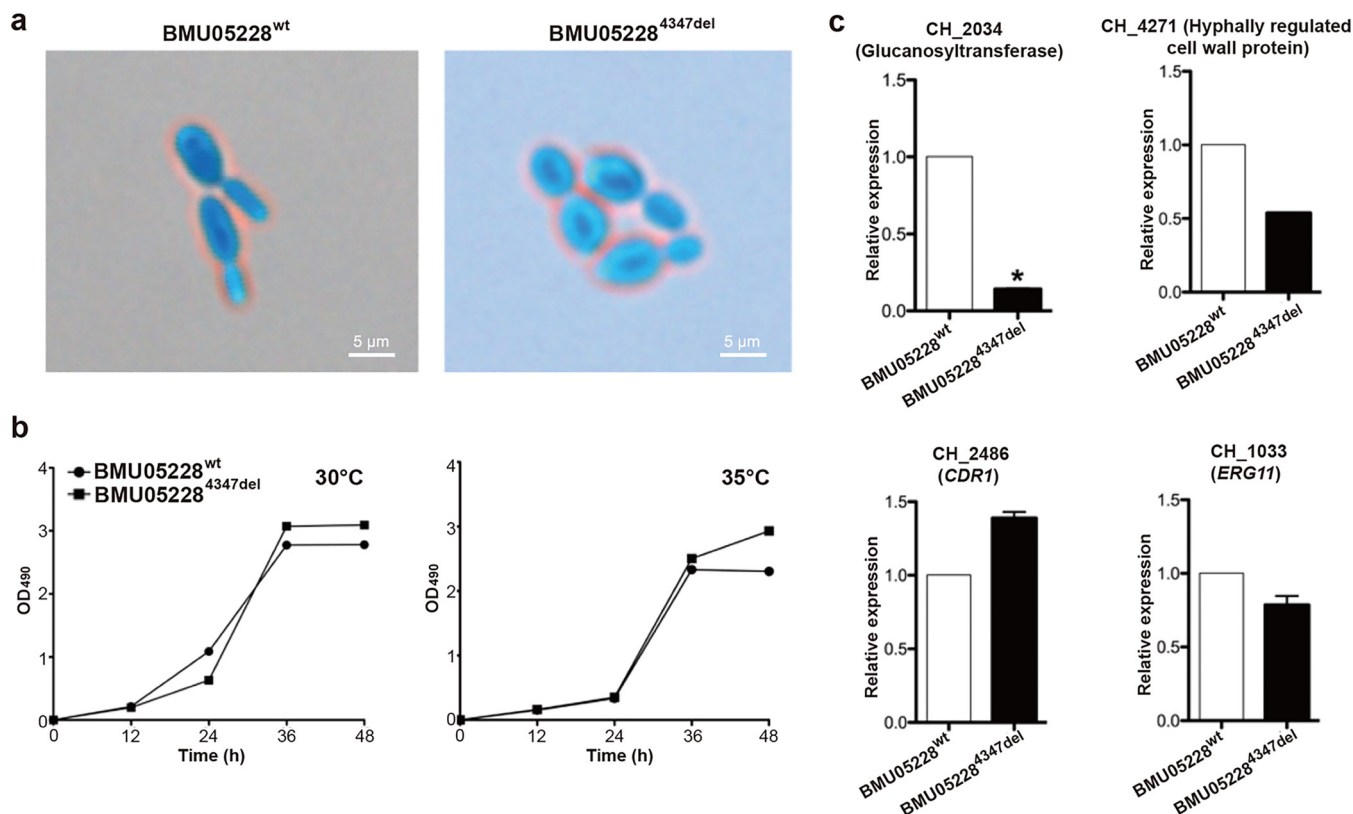 a
BMU05228wt
BMU052284347del
5 µm
5 µm
b
4
3
2
1
0
OD490
BMU05228wt
BMU052284347del
30°C
0
12
24
36
48
Time (h)
4
3
2
1
0
OD490
35°C
0
12
24
36
48
Time (h)
c
CH_2034
(Glucanosyltransferase)
1.5
1.0
0.5
0.0
Relative expression
*
BMU05228wt
BMU052284347del
CH_4271 (Hyphally regulated
cell wall protein)
1.5
1.0
0.5
0.0
Relative expression
BMU05228wt
BMU052284347del
CH_2486
(CDR1)
1.5
1.0
0.5
0.0
Relative expression
BMU05228wt
BMU052284347del
CH_1033
(ERG11)
1.5
1.0
0.5
0.0
Relative expression
BMU05228wt
BMU052284347del